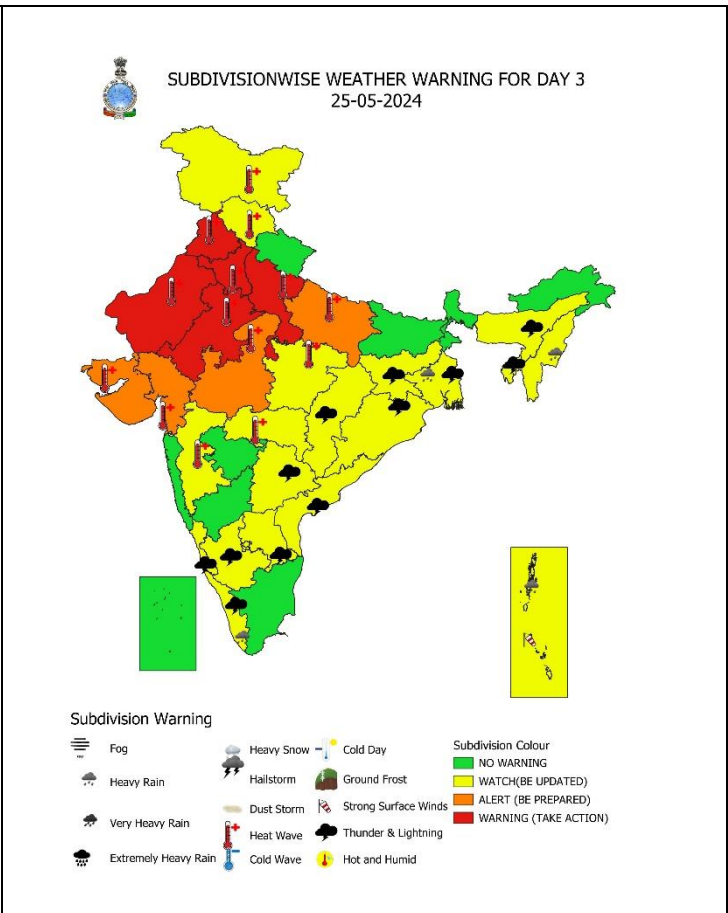 SUBDIVISIONWISE WEATHER WARNING FOR DAY 3
25-05-2024
Subdivision Warning
Fog
Heavy Rain
Very Heavy Rain
Extremely Heavy Rain
Heavy Snow
Hailstorm
Dust Storm
Heat Wave
Cold Wave
Cold Day
Ground Frost
Strong Surface Winds
Thunder & Lightning
Hot and Humid
Subdivision Colour
NO WARNING
WATCH(BE UPDATED)
ALERT (BE PREPARED)
WARNING (TAKE ACTION)